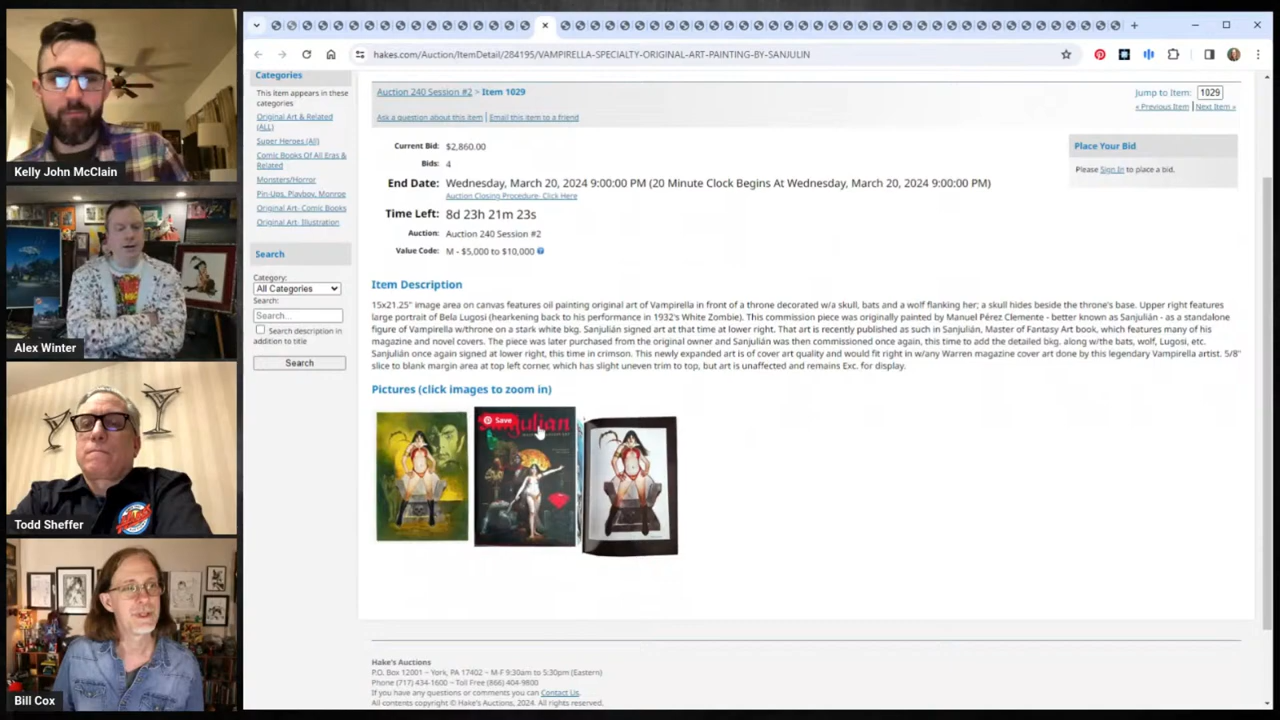 Kelly John McClain
Alex Winter
Todd Sheffer
Bill Cox
hakes.com/Auction/ItemDetail/284195/VAMPIRELLA-SPECIALTY-ORIGINAL-ART-PAINTING-BY-SANJULIN
Categories
This item appears in these
categories
Original Art & Related
(ALL)
Super Heroes (All)
Comic Books Of All Eras &
Related
Monsters/Horror
Pin-Ups, Playboy, Monroe
Original Art- Comic Books
Original Art- Illustration
Search
Category:
All Categories
Search:
Search...
Search description in
addition to title
Search
Auction 240 Session #2 > Item 1029
Ask a question about this item | Email this item to a friend
Jump to Item: 1029
« Previous Item | Next Item »
Current Bid: $2,860.00
Bids: 4
End Date: Wednesday, March 20, 2024 9:00:00 PM (20 Minute Clock Begins At Wednesday, March 20, 2024 9:00:00 PM)
Auction Closing Procedure- Click Here
Time Left: 8d 23h 21m 23s
Auction: Auction 240 Session #2
Value Code: M - $5,000 to $10,000
Place Your Bid
Please Sign In to place a bid.
Item Description
15x21.25" image area on canvas features oil painting original art of Vampirella in front of a throne decorated w/a skull, bats and a wolf flanking her; a skull hides beside the throne's base. Upper right features
large portrait of Bela Lugosi (hearkening back to his performance in 1932's White Zombie). This commission piece was originally painted by Manuel Pérez Clemente - better known as Sanjulián - as a standalone
figure of Vampirella w/throne on a stark white bkg. Sanjulián signed art at that time at lower right. That art is recently published as such in Sanjulián, Master of Fantasy Art book, which features many of his
magazine and novel covers. The piece was later purchased from the original owner and Sanjulián was then commissioned once again, this time to add the detailed bkg. along w/the bats, wolf, Lugosi, etc.
Sanjulián once again signed at lower right, this time in crimson. This newly expanded art is of cover art quality and would fit right in w/any Warren magazine cover art done by this legendary Vampirella artist. 5/8"
slice to blank margin area at top left corner, which has slight uneven trim to top, but art is unaffected and remains Exc. for display.
Pictures (click images to zoom in)
Save
Sanjulian
Hake's Auctions
P.O. Box 12001 ~ York, PA 17402 ~ M-F 9:30am to 5:30pm (Eastern)
Phone (717) 434-1600 ~ Toll Free (866) 404-9800
If you have any questions or comments you can Contact Us.
All contents copyright © Hake's Auctions, 2024. All rights reserved.